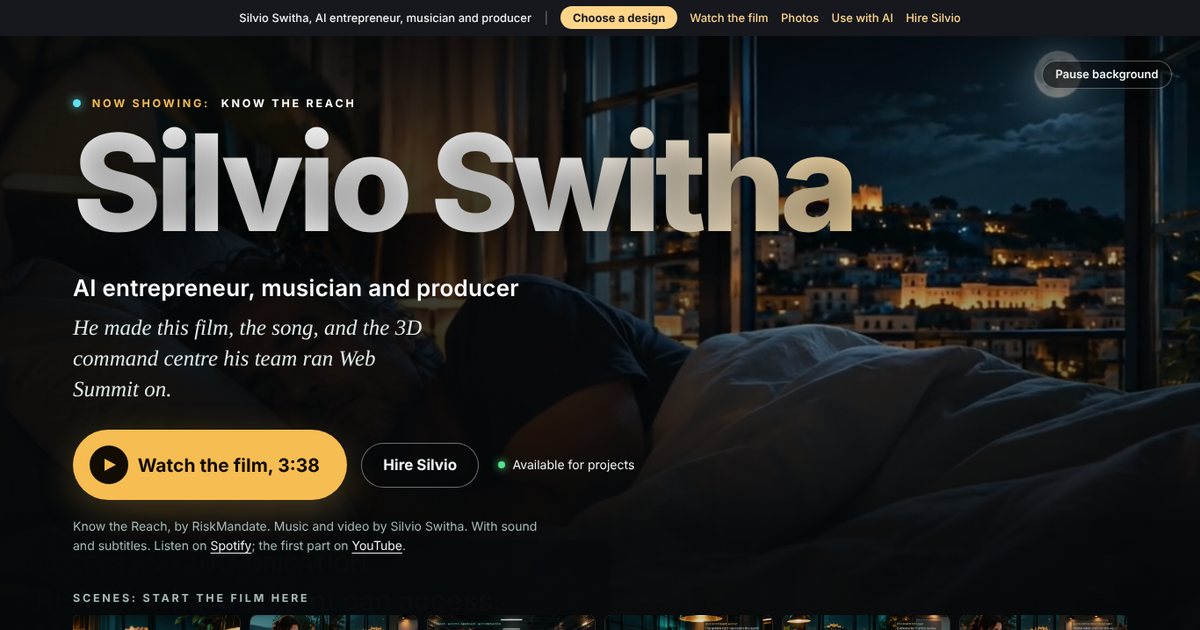 Silvio Switha, AI entrepreneur, musician and producer | Choose a design Watch the film Photos Use with AI Hire Silvio
Pause background
NOW SHOWING: KNOW THE REACH
Silvio Switha
AI entrepreneur, musician and producer
He made this film, the song, and the 3D
command centre his team ran Web
Summit on.
Watch the film, 3:38
Hire Silvio
Available for projects
Know the Reach, by RiskMandate. Music and video by Silvio Switha. With sound
and subtitles. Listen on Spotify; the first part on YouTube.
SCENES: START THE FILM HERE